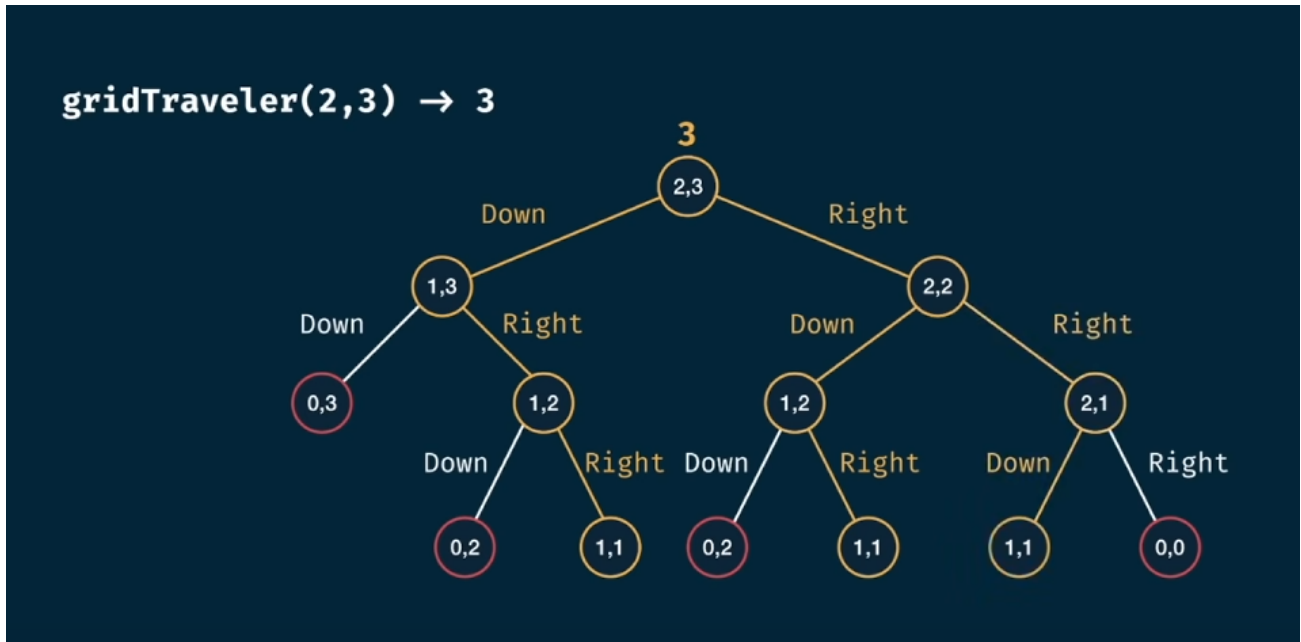 gridTraveler(2,3) → 3
3
2,3
Down Right
1,3 2,2
Down Right Down Right
0,3 1,2 1,2 2,1
Down Right Down Right Down Right
0,2 1,1 0,2 1,1 1,1 0,0